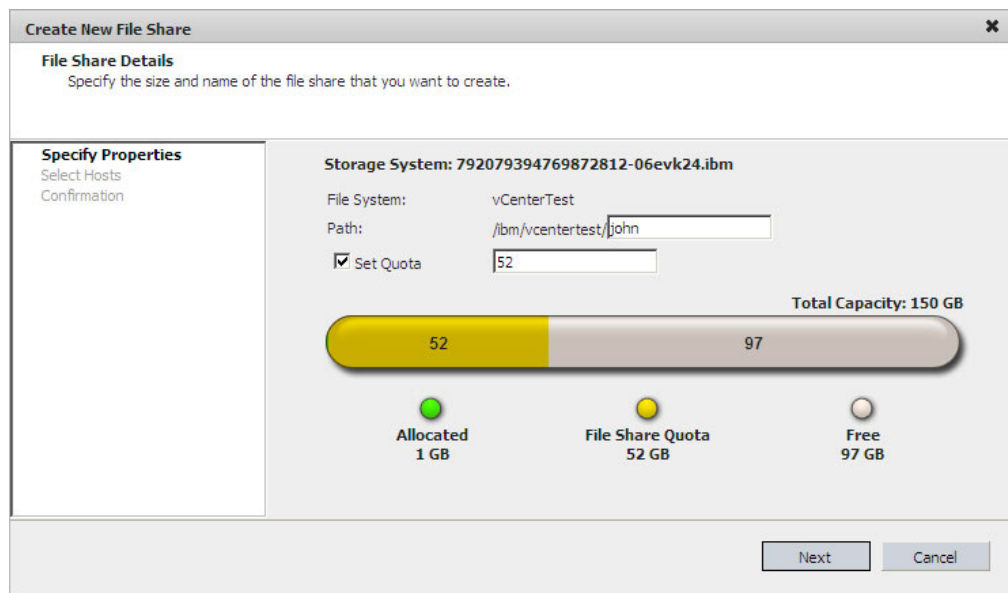 Create New File Share
File Share Details
Specify the size and name of the file share that you want to create.
Specify Properties
Select Hosts
Confirmation
Storage System: 792079394769872812-06evk24.ibm
File System: vCenterTest
Path: /ibm/vcentertest/john
Set Quota 52
Total Capacity: 150 GB
52 97
Allocated File Share Quota Free
1 GB 52 GB 97 GB
Next Cancel